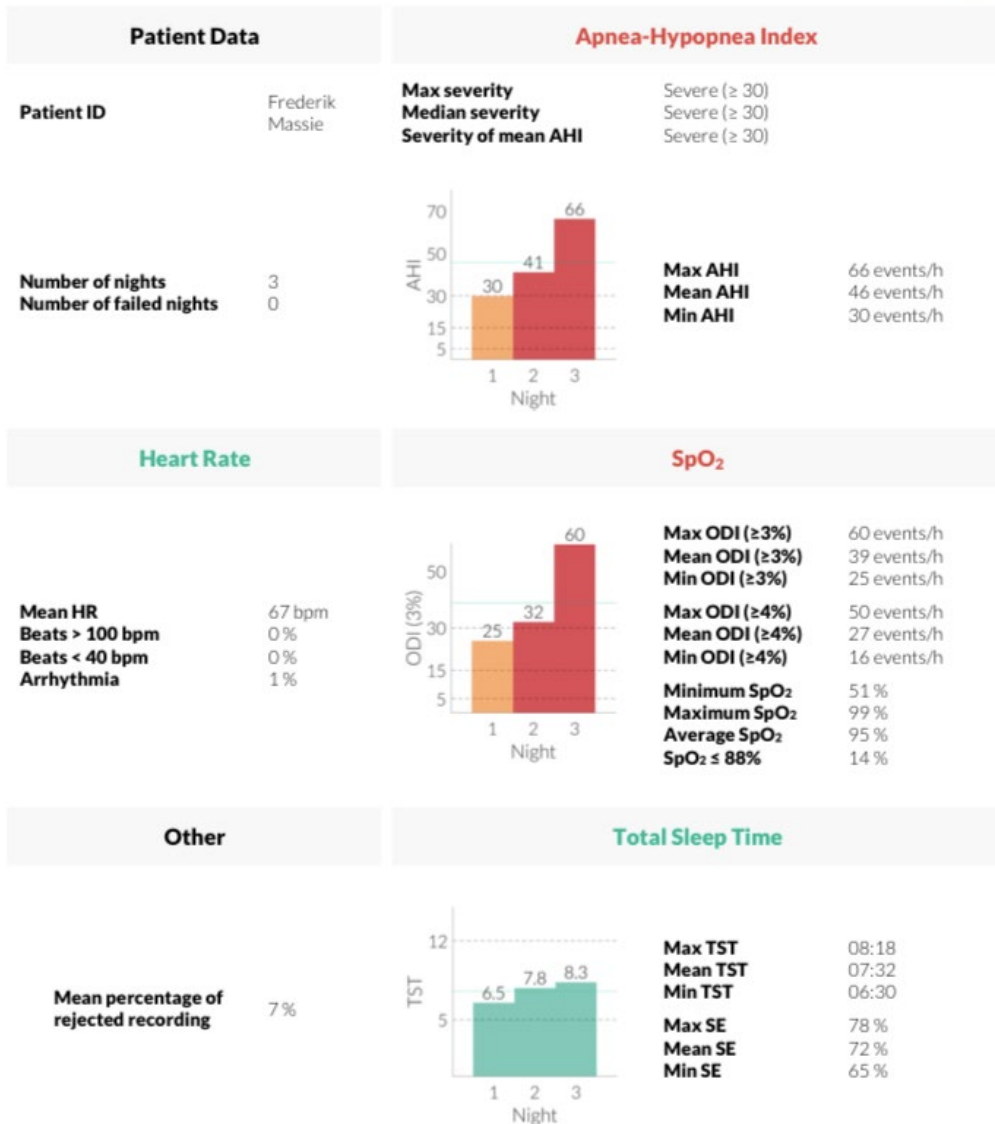 Patient Data
Patient ID
Frederik
Massie
Number of nights 3
Number of failed nights 0
Apnea-Hypopnea Index
Max severity Severe (≥ 30)
Median severity Severe (≥ 30)
Severity of mean AHI Severe (≥ 30)
AHI
70
50
30
15
5
30
41
66
1 2 3
Night
Max AHI 66 events/h
Mean AHI 46 events/h
Min AHI 30 events/h
Heart Rate
Mean HR 67 bpm
Beats > 100 bpm 0 %
Beats < 40 bpm 0 %
Arrhythmia 1 %
SpO₂
ODI (3%)
50
30
15
5
25
32
60
1 2 3
Night
Max ODI (≥3%) 60 events/h
Mean ODI (≥3%) 39 events/h
Min ODI (≥3%) 25 events/h
Max ODI (≥4%) 50 events/h
Mean ODI (≥4%) 27 events/h
Min ODI (≥4%) 16 events/h
Minimum SpO₂ 51 %
Maximum SpO₂ 99 %
Average SpO₂ 95 %
SpO₂ ≤ 88% 14 %
Other
Mean percentage of
rejected recording
7 %
Total Sleep Time
TST
12
5
6.5
7.8
8.3
1 2 3
Night
Max TST 08:18
Mean TST 07:32
Min TST 06:30
Max SE 78 %
Mean SE 72 %
Min SE 65 %